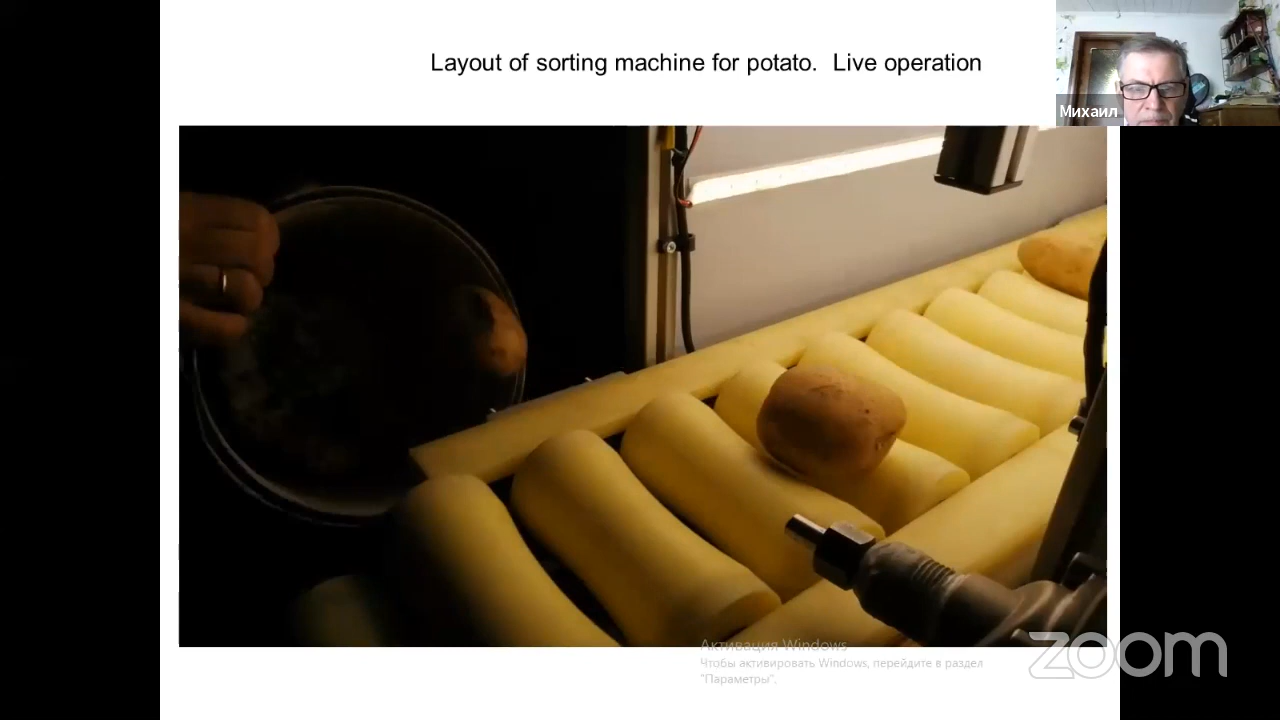 Layout of sorting machine for potato. Live operation
Михаил
Активация Windows
Чтобы активировать Windows, перейдите в раздел
"Параметры".
zoom